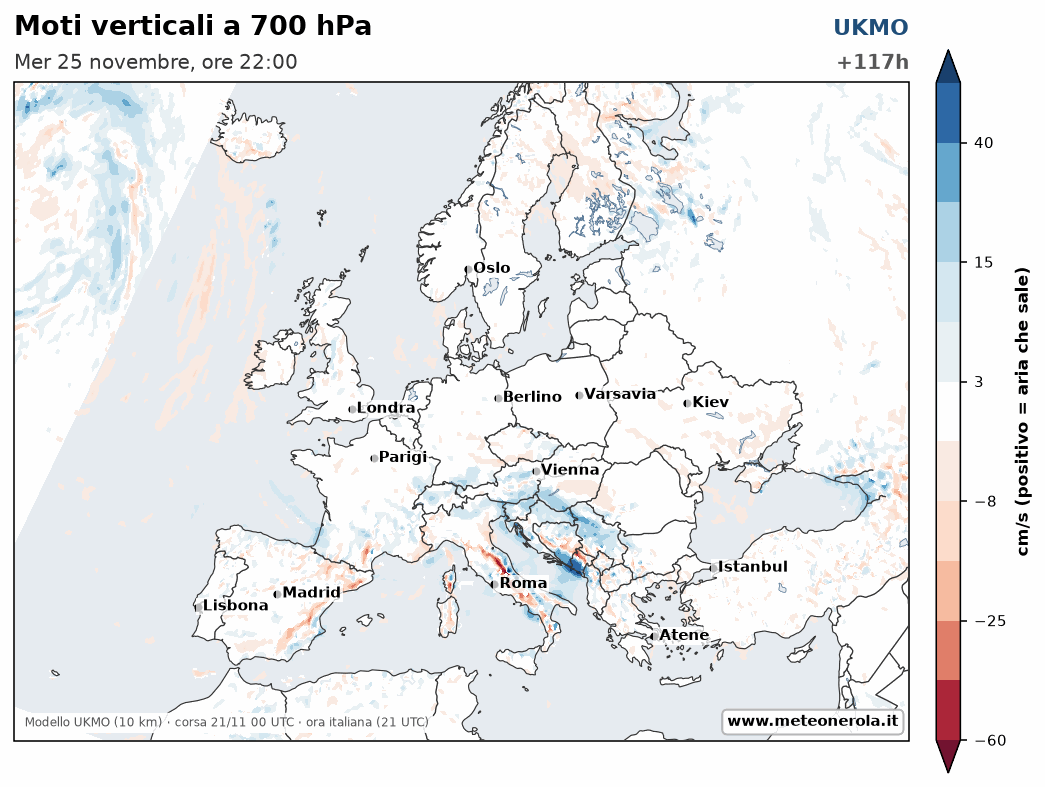 Moti verticali a 700 hPa
UKMO
Mer 25 novembre, ore 22:00
+117h
40
15
3
−8
−25
−60
cm/s (positivo = aria che sale)
Oslo
Londra
Berlino
Varsavia
Kiev
Parigi
Vienna
Istanbul
Roma
Madrid
Lisbona
Atene
Modello UKMO (10 km) · corsa 21/11 00 UTC · ora italiana (21 UTC)
www.meteonerola.it